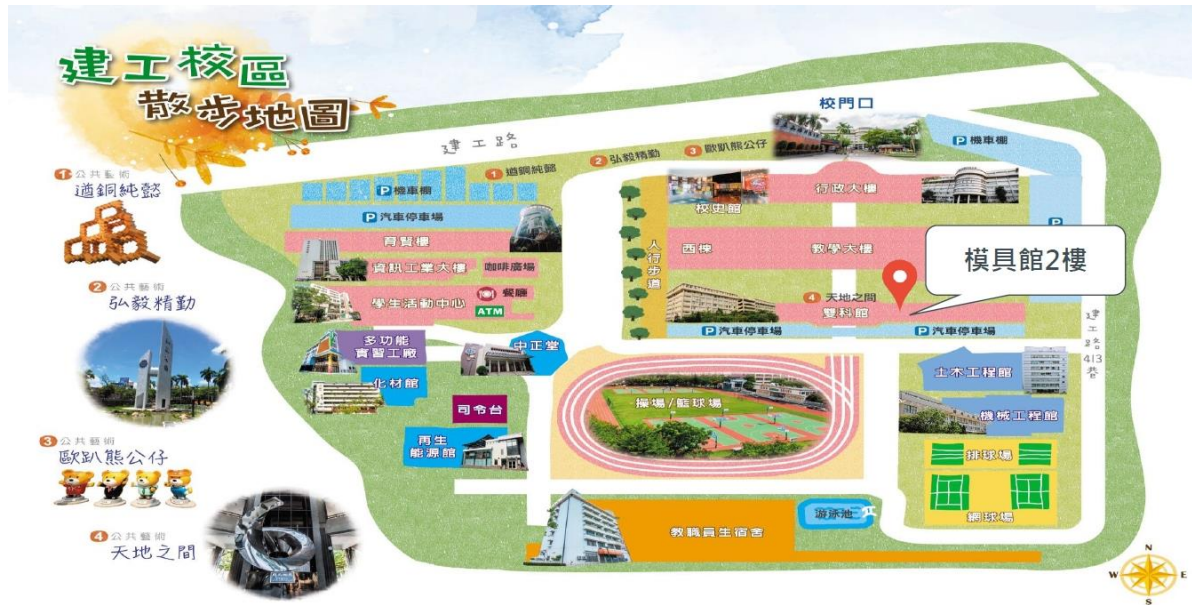 建工校區
散步地圖
校門口
建工路
1 遒銅純懿
2 弘毅精勤
3 歐趴熊公仔
P 機車棚
P 機車棚
1 公共藝術
遒銅純懿
校史館
行政大樓
P 汽車停車場
P
育賢樓
人行步道
西棟
教學大樓
模具館2樓
資訊工業大樓
咖啡廣場
2 公共藝術
弘毅精勤
學生活動中心
餐廳
ATM
4 天地之間
雙科館
P 汽車停車場
P 汽車停車場
建工路413巷
多功能
實習工廠
中正堂
土木工程館
化材館
操場/籃球場
司令台
機械工程館
3 公共藝術
歐趴熊公仔
再生
能源館
排球場
網球場
游泳池
教職員生宿舍
4 公共藝術
天地之間
N
W
E
S